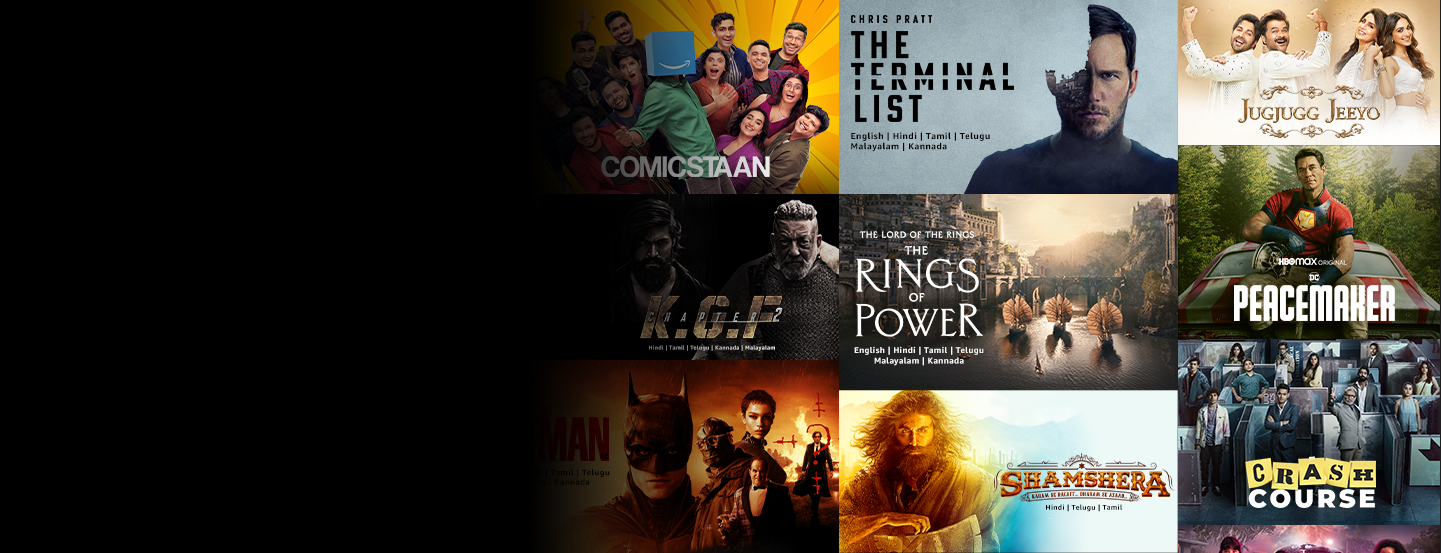 COMICSTAAN
CHRIS PRATT
THE
TERMINAL
LIST
English | Hindi | Tamil | Telugu
Malayalam | Kannada
JUGJUGG JEEYO
K.G.F
CHAPTER 2
Hindi | Tamil | Telugu | Kannada | Malayalam
THE LORD OF THE RINGS
THE
RINGS
OF
POWER
English | Hindi | Tamil | Telugu
Malayalam | Kannada
HBOMAX ORIGINAL
DC
PEACEMAKER
MAN
| Tamil | Telugu
Kannada
SHAMSHERA
KARAM SE DACAIT.. DHARAM SE AZAAD..
Hindi | Telugu | Tamil
CRASH
COURSE